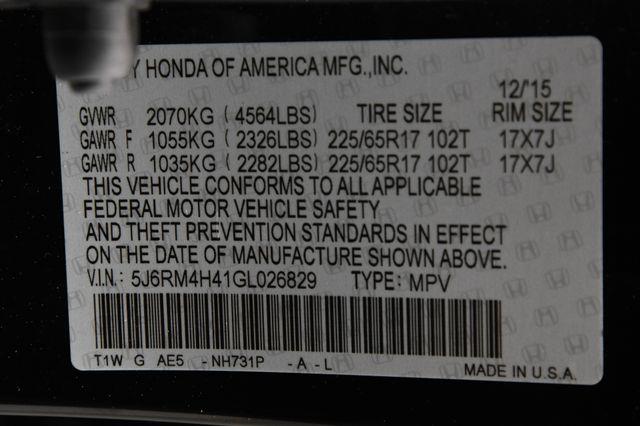 HONDA OF AMERICA MFG.,INC.
12/15
GVWR 2070KG (4564LBS) TIRE SIZE RIM SIZE
GAWR F 1055KG (2326LBS) 225/65R17 102T 17X7J
GAWR R 1035KG (2282LBS) 225/65R17 102T 17X7J
THIS VEHICLE CONFORMS TO ALL APPLICABLE
FEDERAL MOTOR VEHICLE SAFETY
AND THEFT PREVENTION STANDARDS IN EFFECT
ON THE DATE OF MANUFACTURE SHOWN ABOVE.
V.I.N.: 5J6RM4H41GL026829 TYPE: MPV
T1W G AE5 - NH731P - A - L
MADE IN U.S.A.